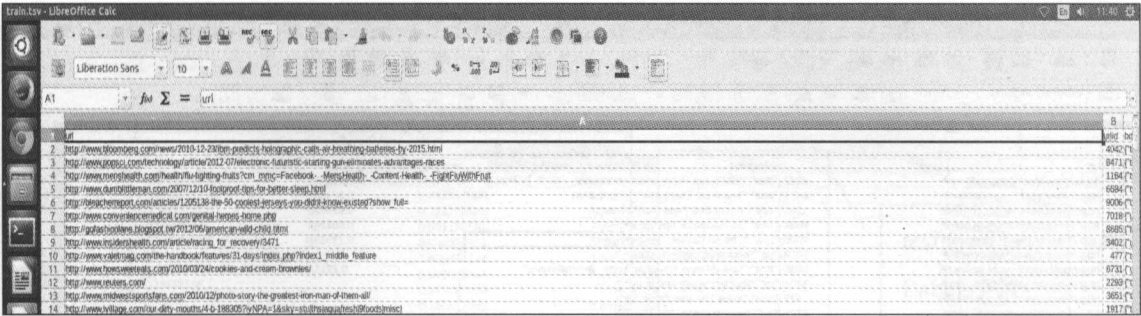 train.tsv - LibreOffice Calc
En
11:40
Liberation Sans
10
A1
f(x) Σ = url
A B
1 url urlid
2 http://www.bloomberg.com/news/2010-12-23/ibm-predicts-holographic-calls-air-breathing-batteries-by-2015.html 4042
3 http://www.popsci.com/technology/article/2012-07/electronic-futuristic-starting-gun-eliminates-advantages-races 8471
4 http://www.menshealth.com/health/flu-fighting-fruits?cm_mmc=Facebook-_-MensHealth-_-Content-Health-_-FightFluWithFruit 1164
5 http://www.dumblittleman.com/2007/12/10-foolproof-tips-for-better-sleep.html 6684
6 http://bleacherreport.com/articles/1205138-the-50-coolest-jerseys-you-didnt-know-existed?show_full= 9006
7 http://www.conveniencemedical.com/genital-herpes-home.php 7018
8 http://gofashionlane.blogspot.tw/2012/06/american-wild-child.html 8685
9 http://www.insidershealth.com/article/racing_for_recovery/3471 3402
10 http://www.valetmag.com/the-handbook/features/31-days/index.php?index1_middle_feature 477
11 http://www.howsweeteats.com/2010/03/24/cookies-and-cream-brownies/ 6731
12 http://www.reuters.com/ 2293
13 http://www.midwestsportsfans.com/2010/12/photo-story-the-greatest-iron-man-of-them-all/ 3651
14 1917